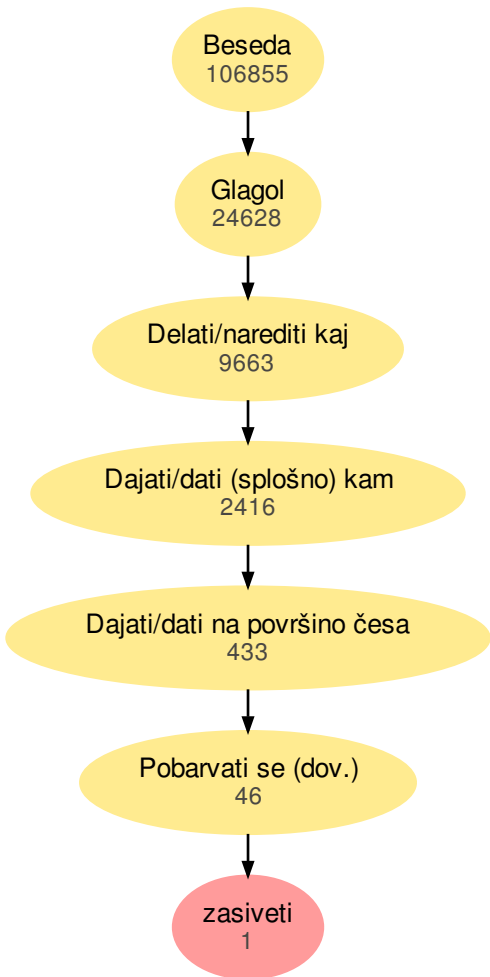 Beseda
106855
Glagol
24628
Delati/narediti kaj
9663
Dajati/dati (splošno) kam
2416
Dajati/dati na površino česa
433
Pobarvati se (dov.)
46
zasiveti
1